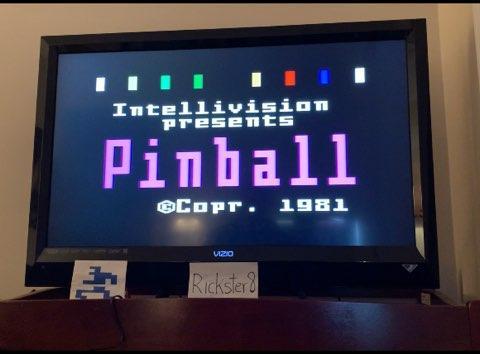 Intellivision
presents
Pinball
©Copr. 1981
VIZIO
Rickster8